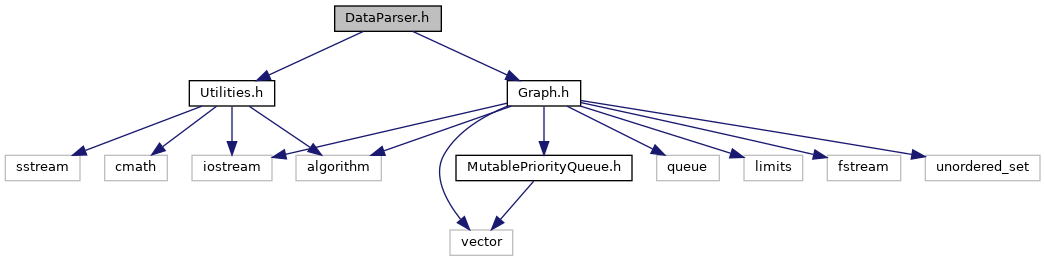 DataParser.h
Utilities.h
Graph.h
sstream
cmath
iostream
algorithm
MutablePriorityQueue.h
queue
limits
fstream
unordered_set
vector